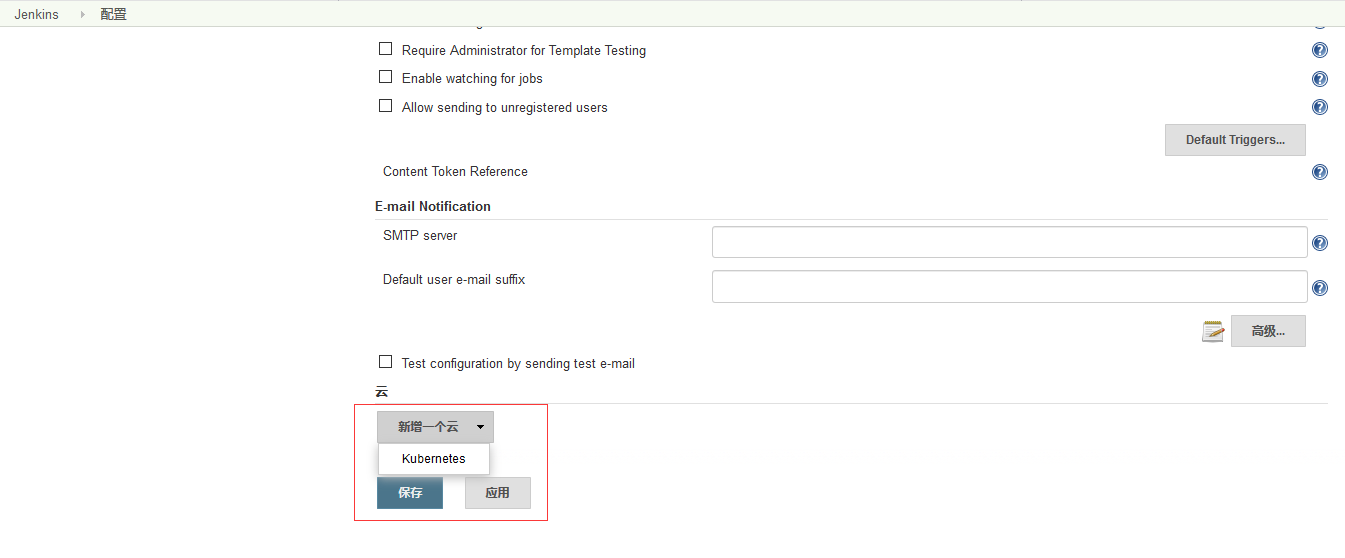 Jenkins 配置
Require Administrator for Template Testing
Enable watching for jobs
Allow sending to unregistered users
Default Triggers...
Content Token Reference
E-mail Notification
SMTP server
Default user e-mail suffix
高级...
Test configuration by sending test e-mail
云
新增一个云
Kubernetes
保存 应用